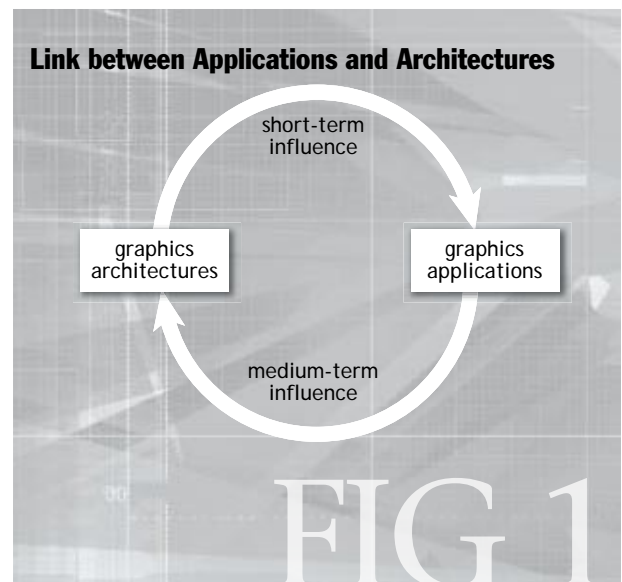 Link between Applications and Architectures
short-term
influence
graphics
architectures
graphics
applications
medium-term
influence
FIG 1